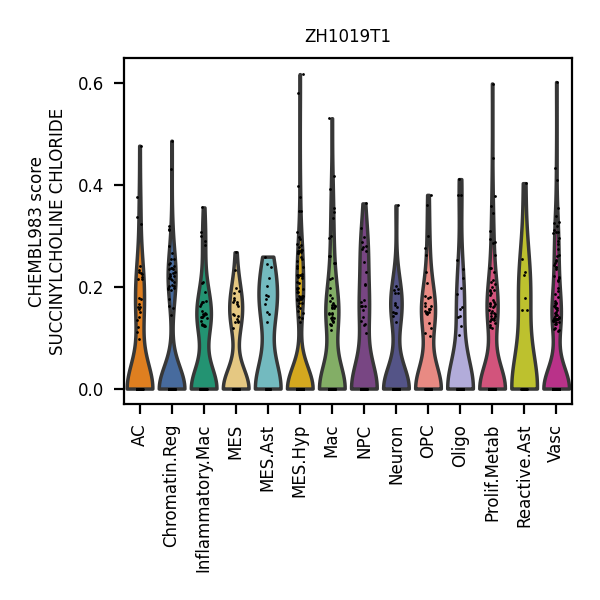 ZH1019T1
CHEMBL983 score
SUCCINYLCHOLINE CHLORIDE
0.6
0.4
0.2
0.0
AC
Chromatin.Reg
Inflammatory.Mac
MES
MES.Ast
MES.Hyp
Mac
NPC
Neuron
OPC
Oligo
Prolif.Metab
Reactive.Ast
Vasc